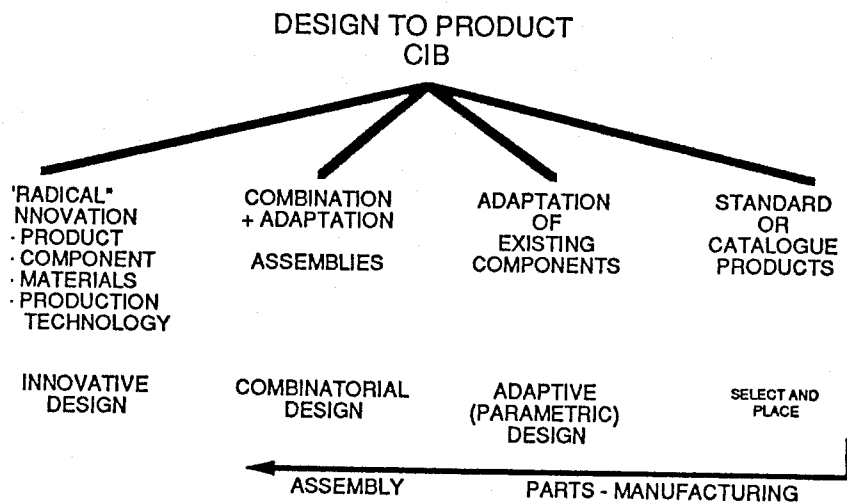 DESIGN TO PRODUCT
CIB
'RADICAL"
NNOVATION
· PRODUCT
· COMPONENT
· MATERIALS
· PRODUCTION
TECHNOLOGY
COMBINATION
+ ADAPTATION
ASSEMBLIES
ADAPTATION
OF
EXISTING
COMPONENTS
STANDARD
OR
CATALOGUE
PRODUCTS
INNOVATIVE
DESIGN
COMBINATORIAL
DESIGN
ADAPTIVE
(PARAMETRIC)
DESIGN
SELECT AND
PLACE
ASSEMBLY
PARTS - MANUFACTURING